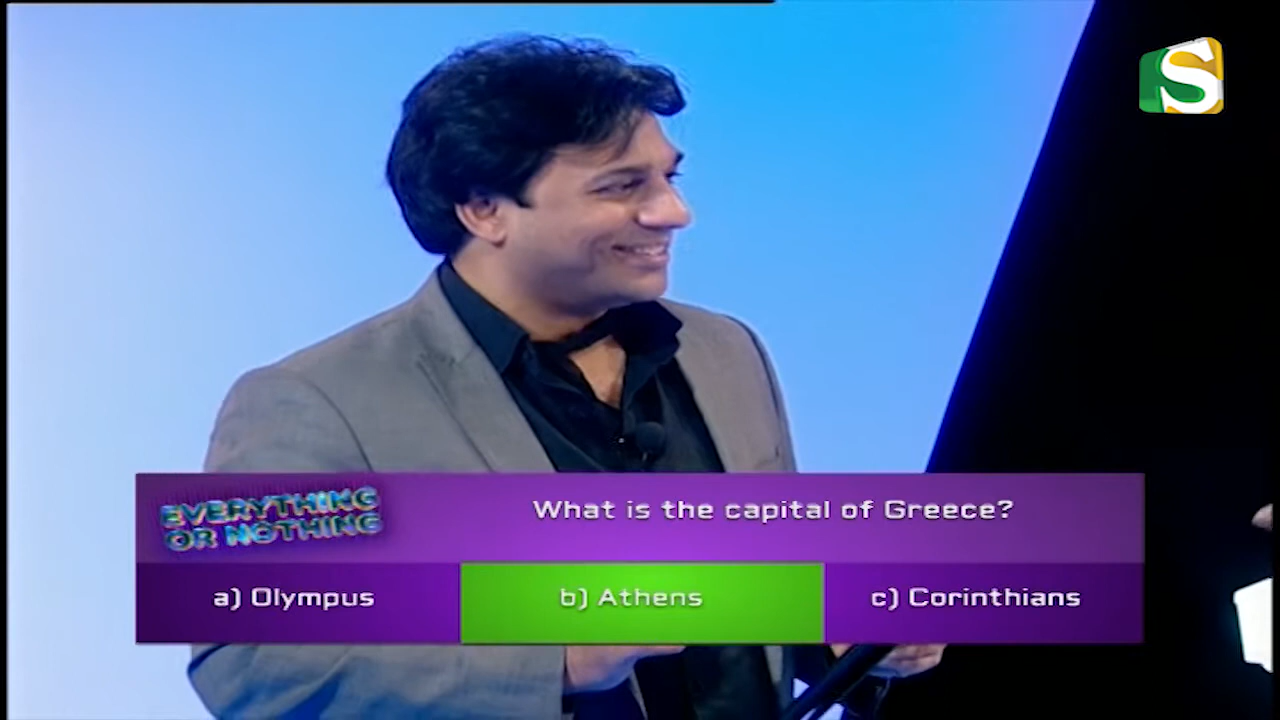 S
EVERYTHING
OR NOTHING
What is the capital of Greece?
a) Olympus
b) Athens
c) Corinthians